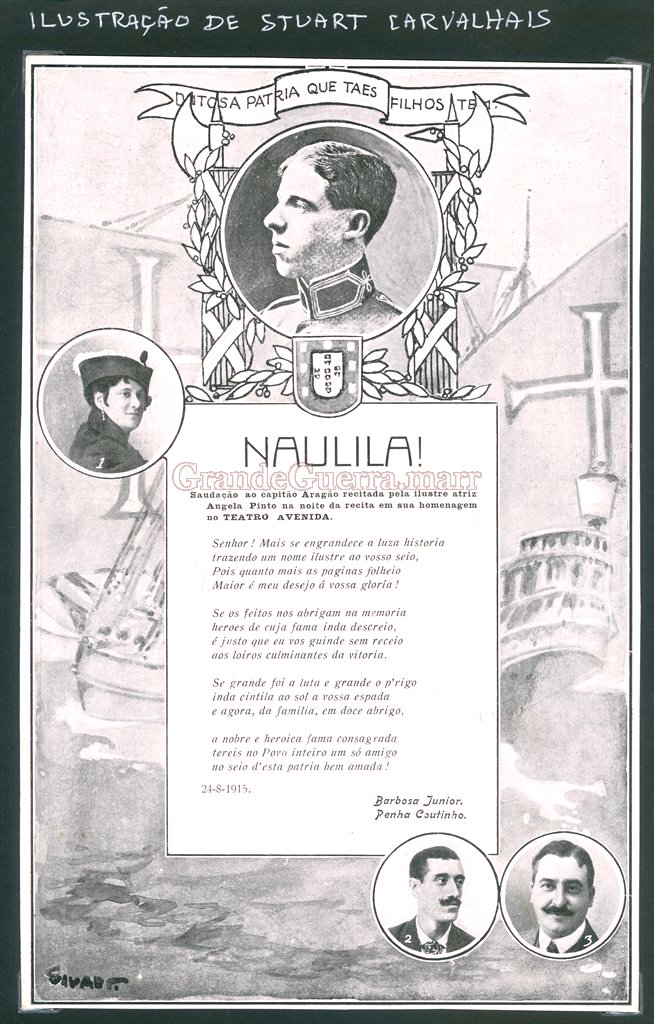 ILUSTRAÇÃO DE STUART CARVALHAIS
DITOSA PATRIA QUE TAES FILHOS TEM.
1
NAULILA!
GrandeGuerra.marr
Saudação ao capitão Aragão recitada pela ilustre atriz
Angela Pinto na noite da recita em sua homenagem
no TEATRO AVENIDA.
Senhor! Mais se engrandece a luza historia
trazendo um nome ilustre ao vosso seio,
Pois quanto mais as paginas folheio
Maior é meu desejo á vossa gloria!
Se os feitos nos abrigam na memoria
heroes de cuja fama inda descreio,
é justo que eu vos guinde sem receio
aos loiros culminantes da vitoria.
Se grande foi a luta e grande o p'rigo
inda cintila ao sol a vossa espada
e agora, da familia, em doce abrigo,
a nobre e heroica fama consagrada
tereis no Povo inteiro um só amigo
no seio d'esta patria bem amada!
24-8-1915.
Barbosa Junior.
Penha Coutinho.
2
3
STUART